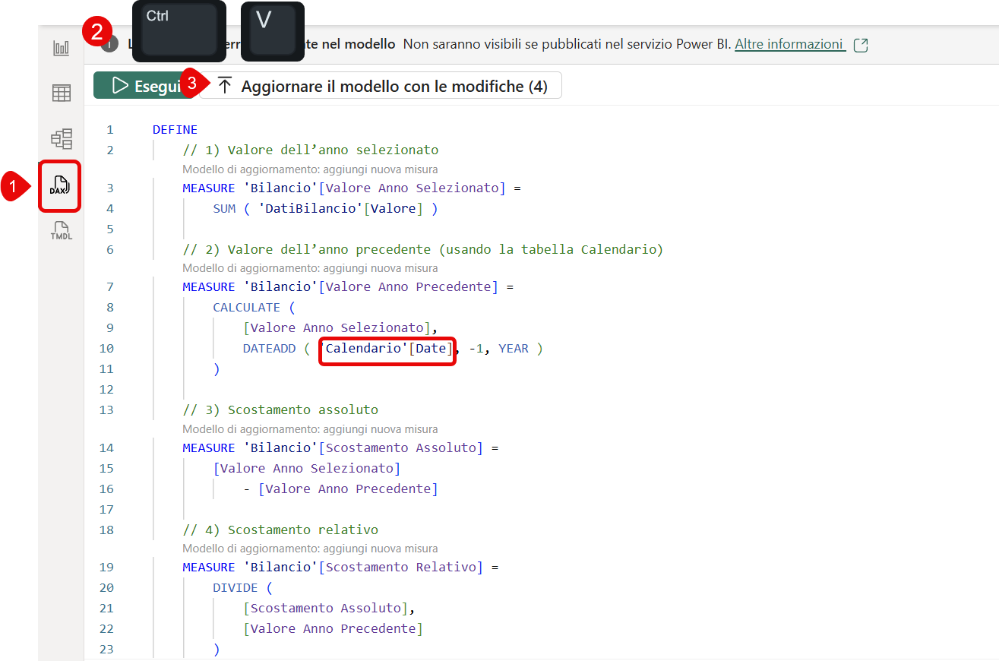 Ctrl
V
2
te nel modello Non saranno visibili se pubblicati nel servizio Power BI. Altre informazioni
Esegui
3
Aggiornare il modello con le modifiche (4)
1
DAX
TMDL
1 DEFINE
2 // 1) Valore dell’anno selezionato
Modello di aggiornamento: aggiungi nuova misura
3 MEASURE 'Bilancio'[Valore Anno Selezionato] =
4 SUM ( 'DatiBilancio'[Valore] )
5
6 // 2) Valore dell’anno precedente (usando la tabella Calendario)
Modello di aggiornamento: aggiungi nuova misura
7 MEASURE 'Bilancio'[Valore Anno Precedente] =
8 CALCULATE (
9 [Valore Anno Selezionato],
10 DATEADD ( 'Calendario'[Date], -1, YEAR )
11 )
12
13 // 3) Scostamento assoluto
Modello di aggiornamento: aggiungi nuova misura
14 MEASURE 'Bilancio'[Scostamento Assoluto] =
15 [Valore Anno Selezionato]
16 - [Valore Anno Precedente]
17
18 // 4) Scostamento relativo
Modello di aggiornamento: aggiungi nuova misura
19 MEASURE 'Bilancio'[Scostamento Relativo] =
20 DIVIDE (
21 [Scostamento Assoluto],
22 [Valore Anno Precedente]
23 )